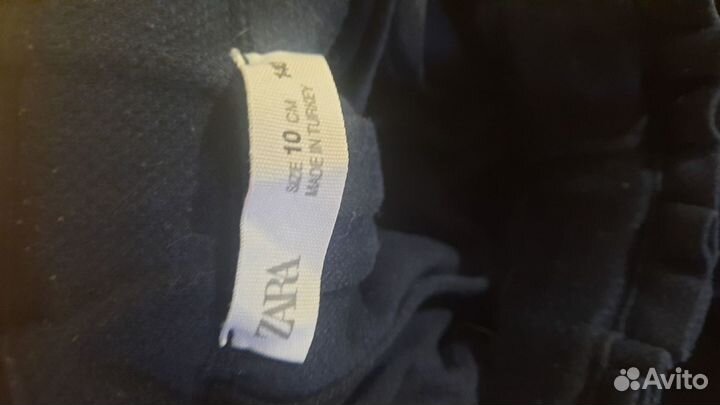 ZARA
SIZE 10 CM
MADE IN TURKEY
Avito